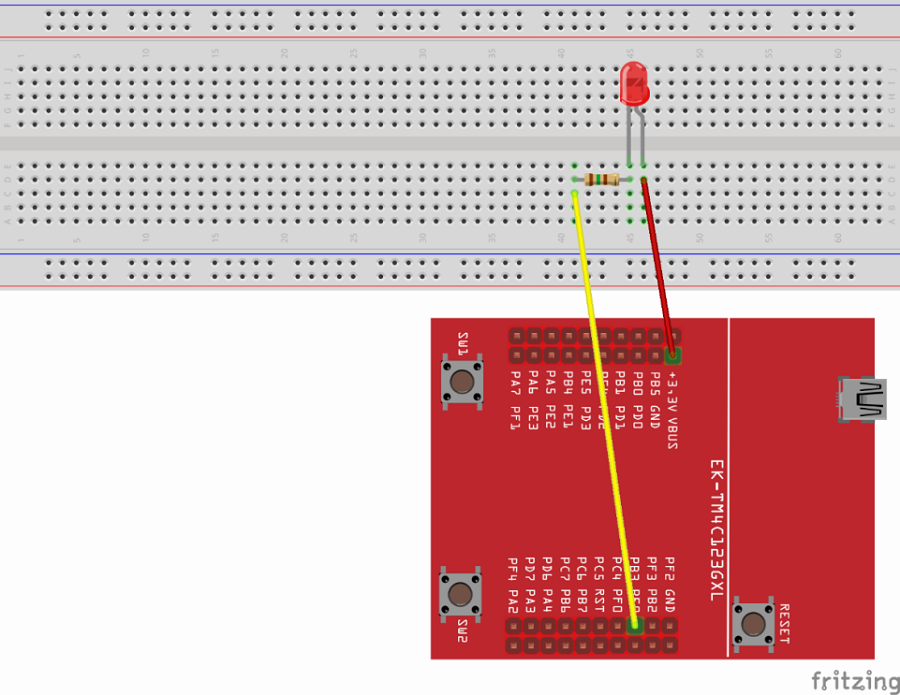 1 5 10 15 20 25 30 35 40 45 50 55 60
J I H G F
E D C B A
1 5 10 15 20 25 30 35 40 45 50 55 60
SW1
PA7 PF1
PA6 PE3
PA5 PE2
PB4 PE1
PE5 PD3
PB1 PD1
PB0 PD0
PB5 GND
+3.3V VBUS
EK-TM4C123GXL
PF4 PA2
PD7 PA3
PD6 PA4
PC7 PB6
PC6 PB7
PC5 RST
PC4 PF0
PB3
PF3 PB2
PF2 GND
SW2
RESET
fritzing